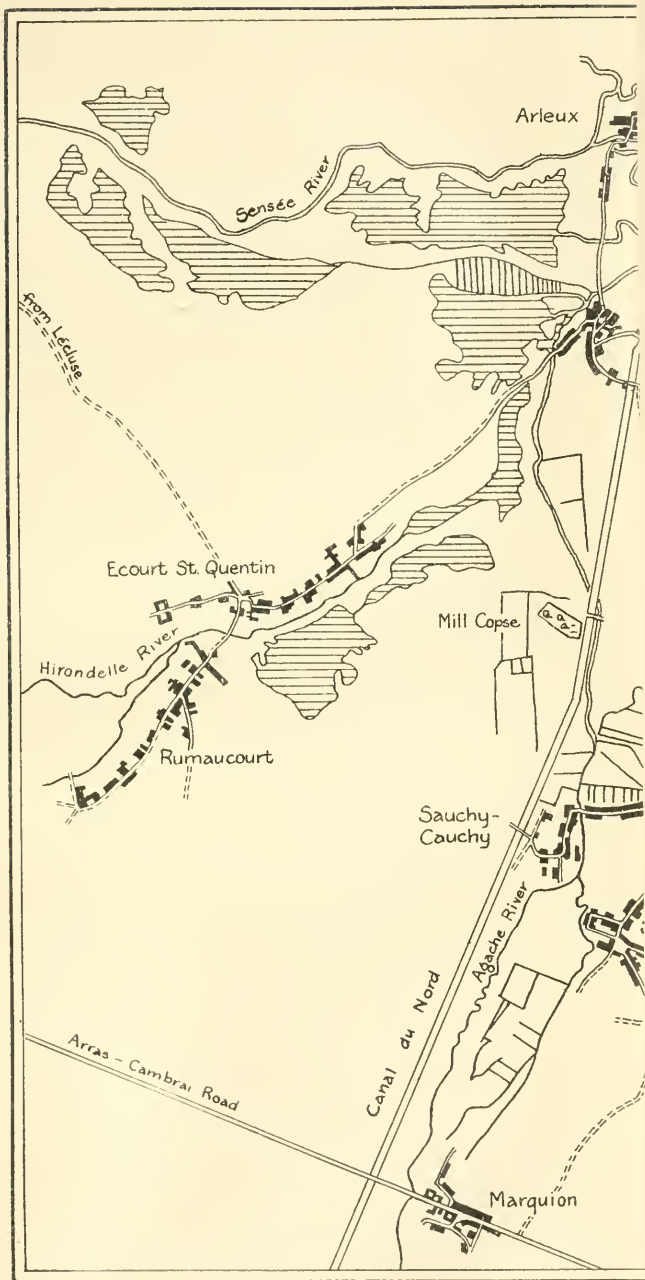 Arleux
Sensée River
from Lécluse
Ecourt St. Quentin
Mill Copse
Hirondelle River
Rumaucourt
Sauchy-
Cauchy
Agache River
Canal du Nord
Arras - Cambrai Road
Marquion